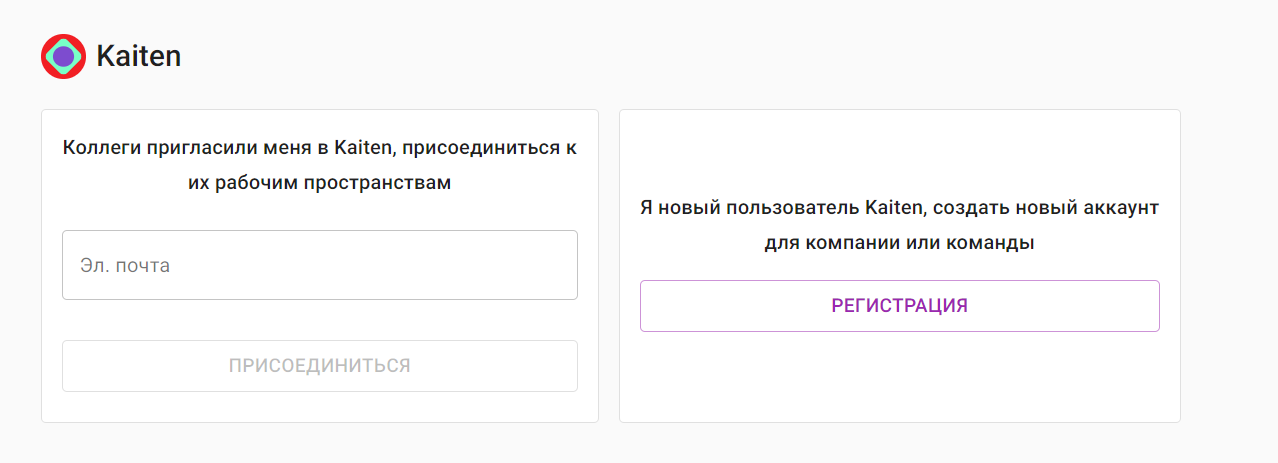 Kaiten
Коллеги пригласили меня в Kaiten, присоединиться к
их рабочим пространствам
Эл. почта
ПРИСОЕДИНИТЬСЯ
Я новый пользователь Kaiten, создать новый аккаунт
для компании или команды
РЕГИСТРАЦИЯ